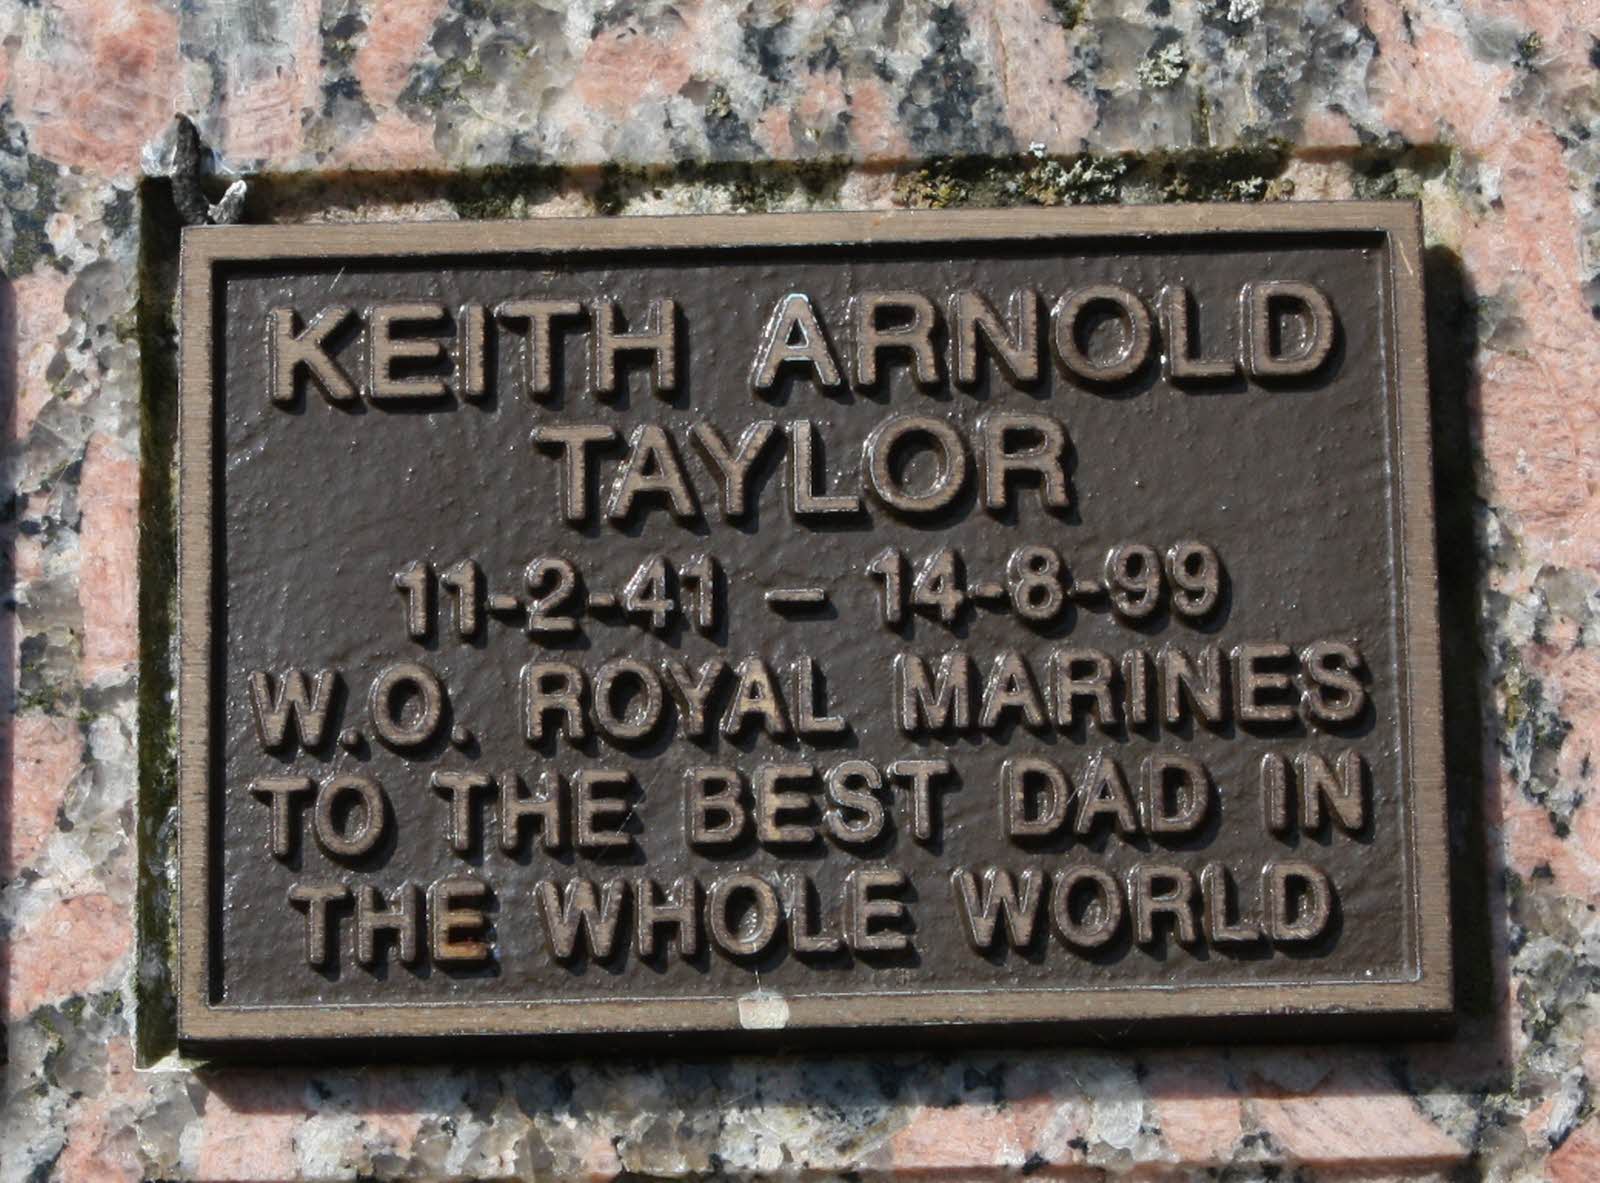 KEITH ARNOLD
TAYLOR
11-2-41 – 14-8-99
W.O. ROYAL MARINES
TO THE BEST DAD IN
THE WHOLE WORLD